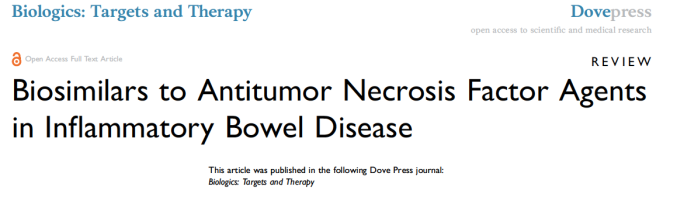 Biologics: Targets and Therapy
Dovepress
open access to scientific and medical research
Open Access Full Text Article
REVIEW
Biosimilars to Antitumor Necrosis Factor Agents
in Inflammatory Bowel Disease
This article was published in the following Dove Press journal:
Biologics: Targets and Therapy